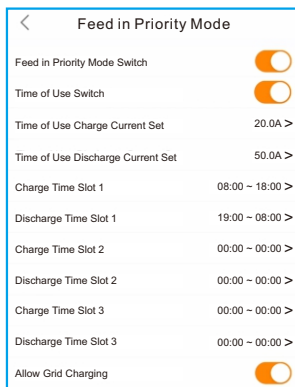 Feed in Priority Mode
Feed in Priority Mode Switch
Time of Use Switch
Time of Use Charge Current Set 20.0A >
Time of Use Discharge Current Set 50.0A >
Charge Time Slot 1 08:00 ~ 18:00 >
Discharge Time Slot 1 19:00 ~ 08:00 >
Charge Time Slot 2 00:00 ~ 00:00 >
Discharge Time Slot 2 00:00 ~ 00:00 >
Charge Time Slot 3 00:00 ~ 00:00 >
Discharge Time Slot 3 00:00 ~ 00:00 >
Allow Grid Charging